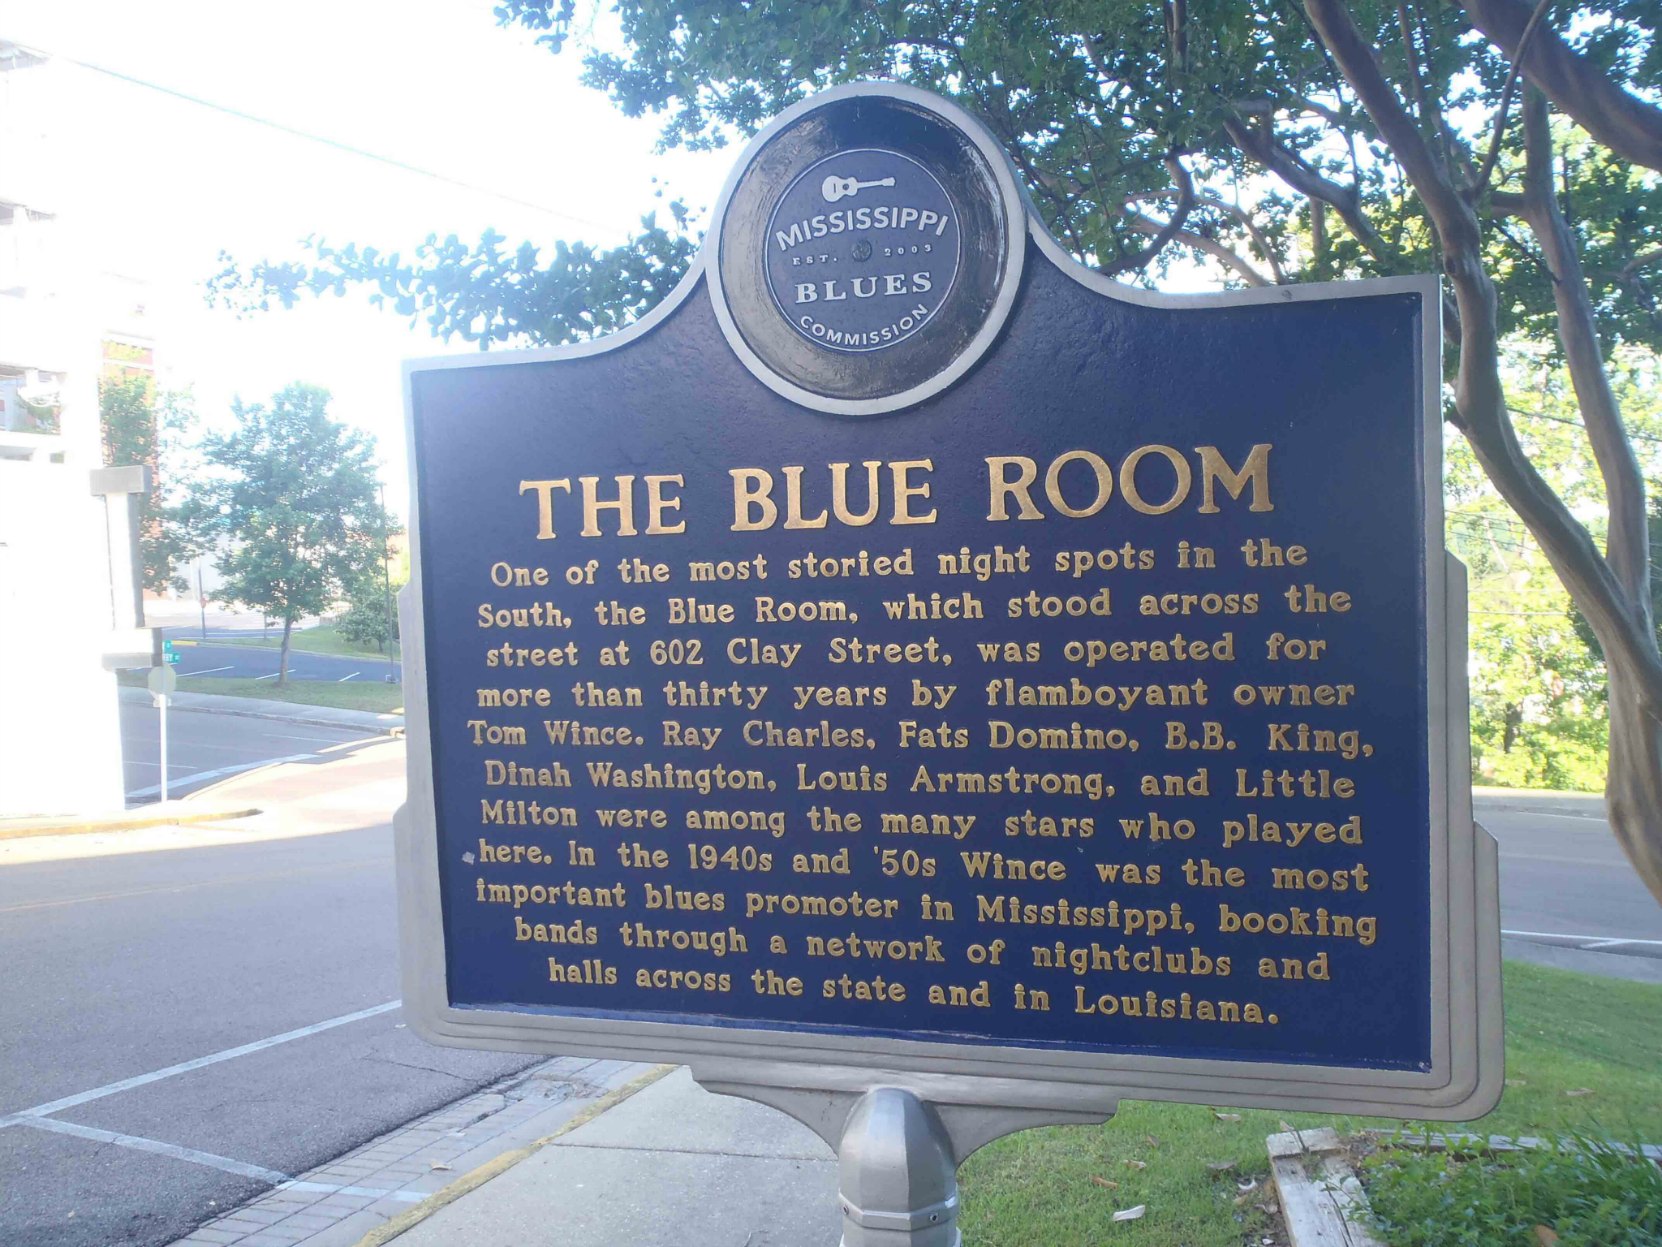 MISSISSIPPI
EST. 2003
BLUES
COMMISSION
THE BLUE ROOM
One of the most storied night spots in the
South, the Blue Room, which stood across the
street at 602 Clay Street, was operated for
more than thirty years by flamboyant owner
Tom Wince. Ray Charles, Fats Domino, B.B. King,
Dinah Washington, Louis Armstrong, and Little
Milton were among the many stars who played
here. In the 1940s and '50s Wince was the most
important blues promoter in Mississippi, booking
bands through a network of nightclubs and
halls across the state and in Louisiana.